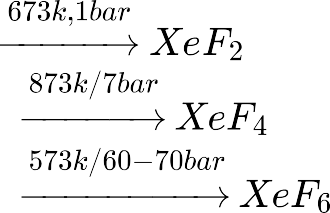 673k,1bar
XeF₂
873k/7bar
XeF₄
573k/60−70bar
XeF₆